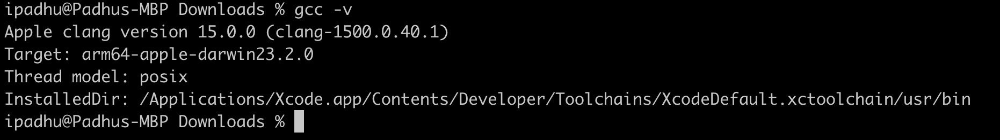 ipadhu@Padhus-MBP Downloads % gcc -v
Apple clang version 15.0.0 (clang-1500.0.40.1)
Target: arm64-apple-darwin23.2.0
Thread model: posix
InstalledDir: /Applications/Xcode.app/Contents/Developer/Toolchains/XcodeDefault.xctoolchain/usr/bin
ipadhu@Padhus-MBP Downloads %